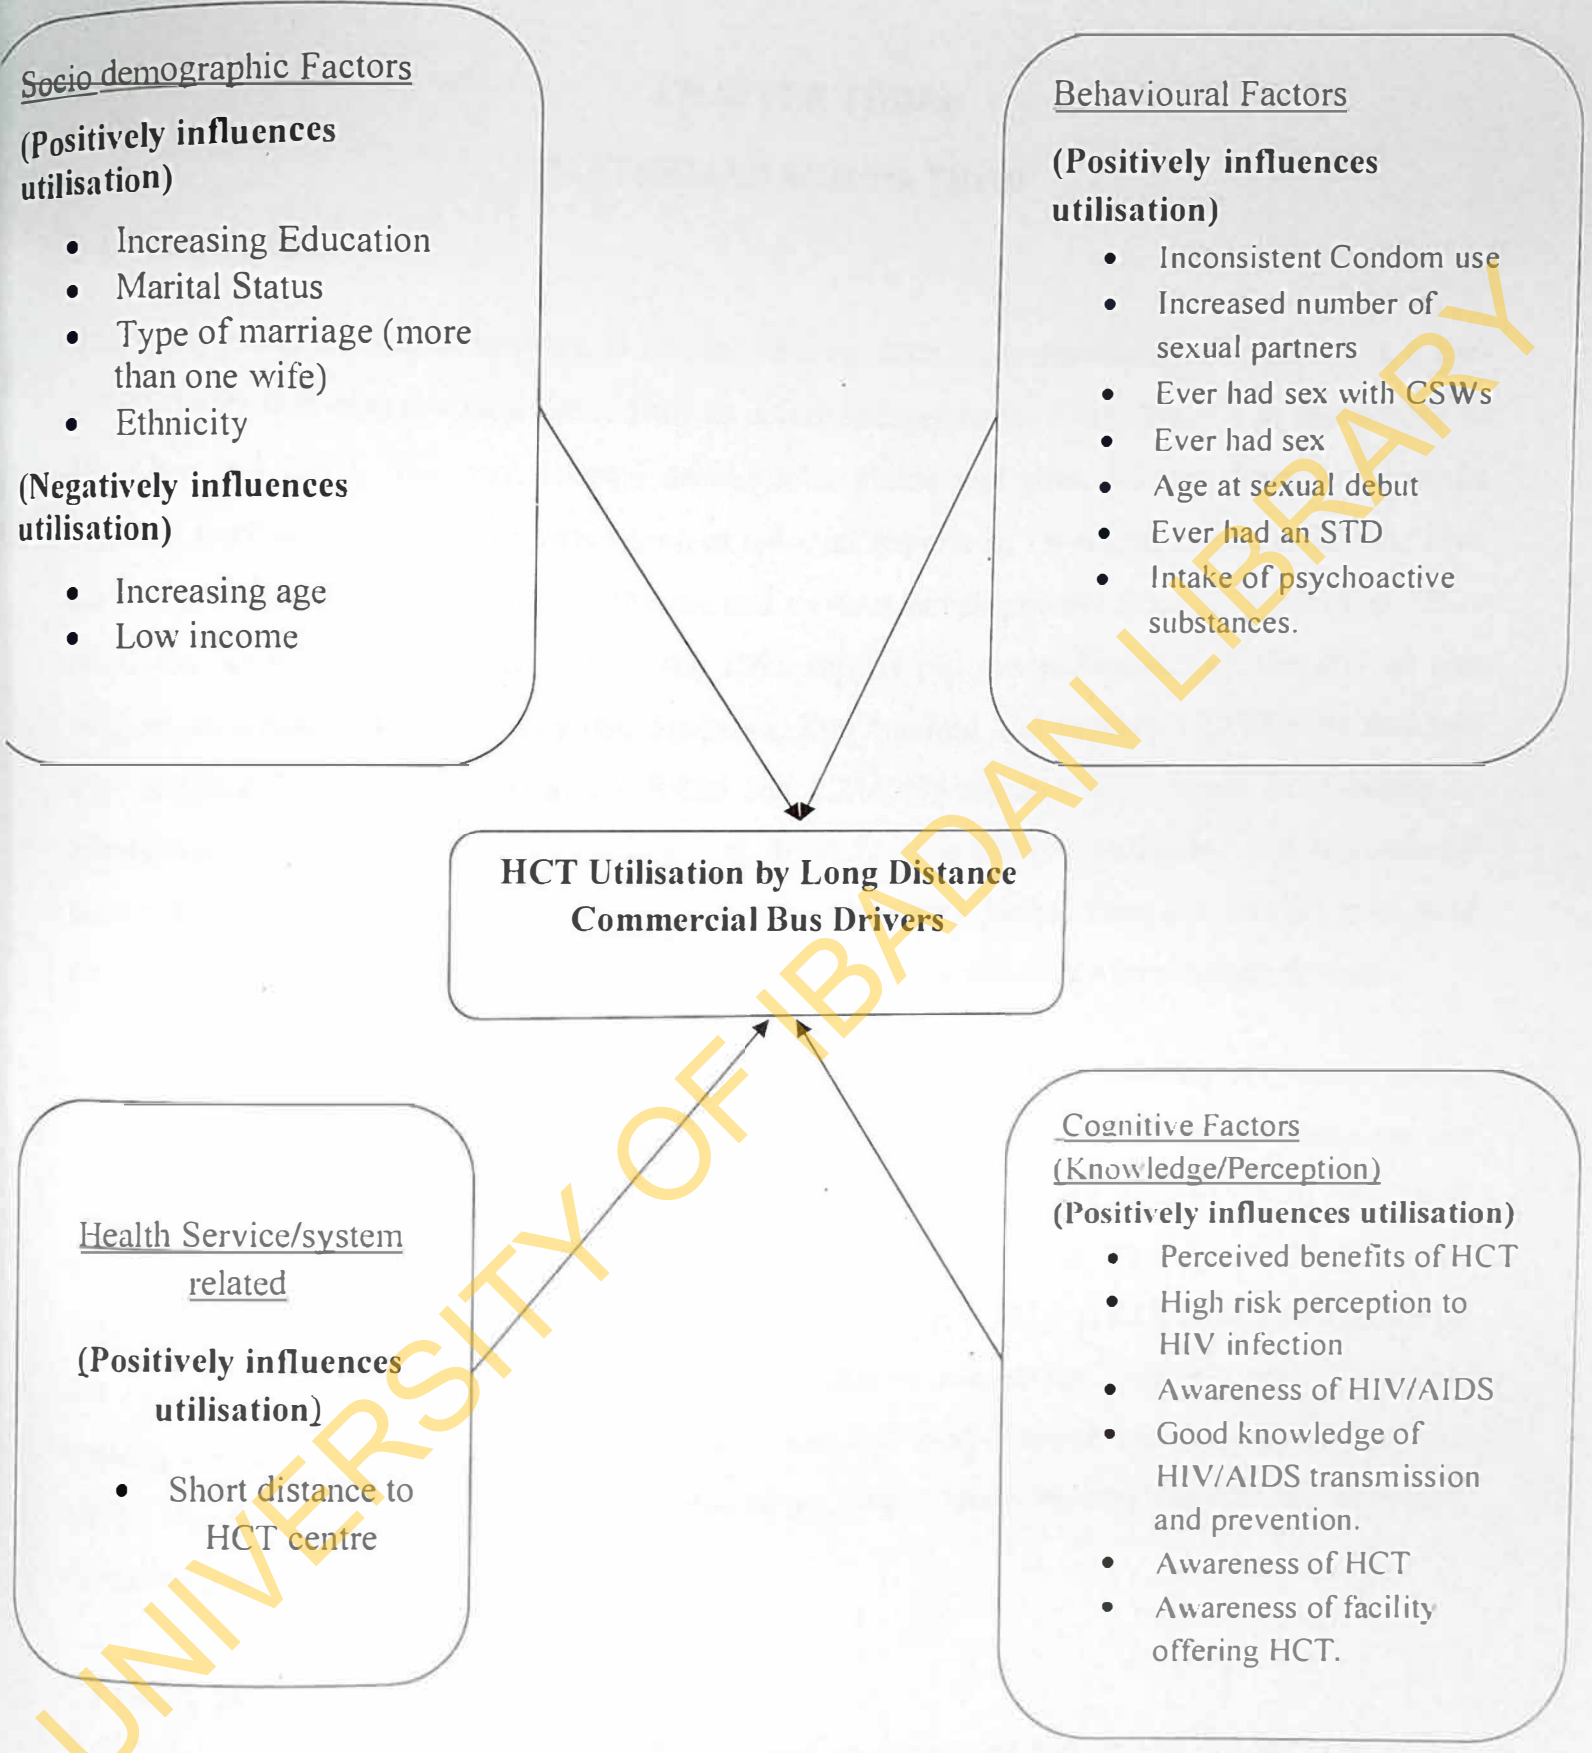 Socio demographic Factors
(Positively influences
utilisation)
• Increasing Education
• Marital Status
• Type of marriage (more
than one wife)
• Ethnicity
(Negatively influences
utilisation)
• Increasing age
• Low income
Behavioural Factors
(Positively influences
utilisation)
• Inconsistent Condom use
• Increased number of
sexual partners
• Ever had sex with CSWs
• Ever had sex
• Age at sexual debut
• Ever had an STD
• Intake of psychoactive
substances.
HCT Utilisation by Long Distance
Commercial Bus Drivers
Health Service/system
related
(Positively influences
utilisation)
• Short distance to
HCT centre
Cognitive Factors
(Knowledge/Perception)
(Positively influences utilisation)
• Perceived benefits of HCT
• High risk perception to
HIV infection
• Awareness of HIV/AIDS
• Good knowledge of
HIV/AIDS transmission
and prevention.
• Awareness of HCT
• Awareness of facility
offering HCT.
UNIVERSITY OF IBADAN LIBRARY